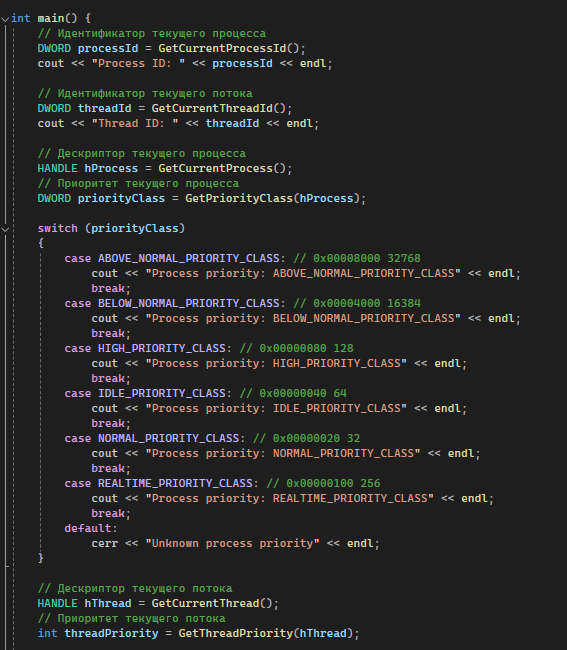 int main() {
// Идентификатор текущего процесса
DWORD processId = GetCurrentProcessId();
cout << "Process ID: " << processId << endl;
// Идентификатор текущего потока
DWORD threadId = GetCurrentThreadId();
cout << "Thread ID: " << threadId << endl;
// Дескриптор текущего процесса
HANDLE hProcess = GetCurrentProcess();
// Приоритет текущего процесса
DWORD priorityClass = GetPriorityClass(hProcess);
switch (priorityClass)
{
case ABOVE_NORMAL_PRIORITY_CLASS: // 0x00008000 32768
cout << "Process priority: ABOVE_NORMAL_PRIORITY_CLASS" << endl;
break;
case BELOW_NORMAL_PRIORITY_CLASS: // 0x00004000 16384
cout << "Process priority: BELOW_NORMAL_PRIORITY_CLASS" << endl;
break;
case HIGH_PRIORITY_CLASS: // 0x00000080 128
cout << "Process priority: HIGH_PRIORITY_CLASS" << endl;
break;
case IDLE_PRIORITY_CLASS: // 0x00000040 64
cout << "Process priority: IDLE_PRIORITY_CLASS" << endl;
break;
case NORMAL_PRIORITY_CLASS: // 0x00000020 32
cout << "Process priority: NORMAL_PRIORITY_CLASS" << endl;
break;
case REALTIME_PRIORITY_CLASS: // 0x00000100 256
cout << "Process priority: REALTIME_PRIORITY_CLASS" << endl;
break;
default:
cerr << "Unknown process priority" << endl;
}
// Дескриптор текущего потока
HANDLE hThread = GetCurrentThread();
// Приоритет текущего потока
int threadPriority = GetThreadPriority(hThread);